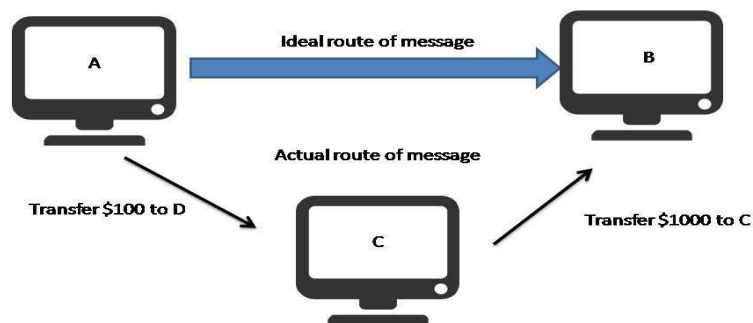 Ideal route of message
A
B
Actual route of message
Transfer $100 to D
Transfer $1000 to C
C